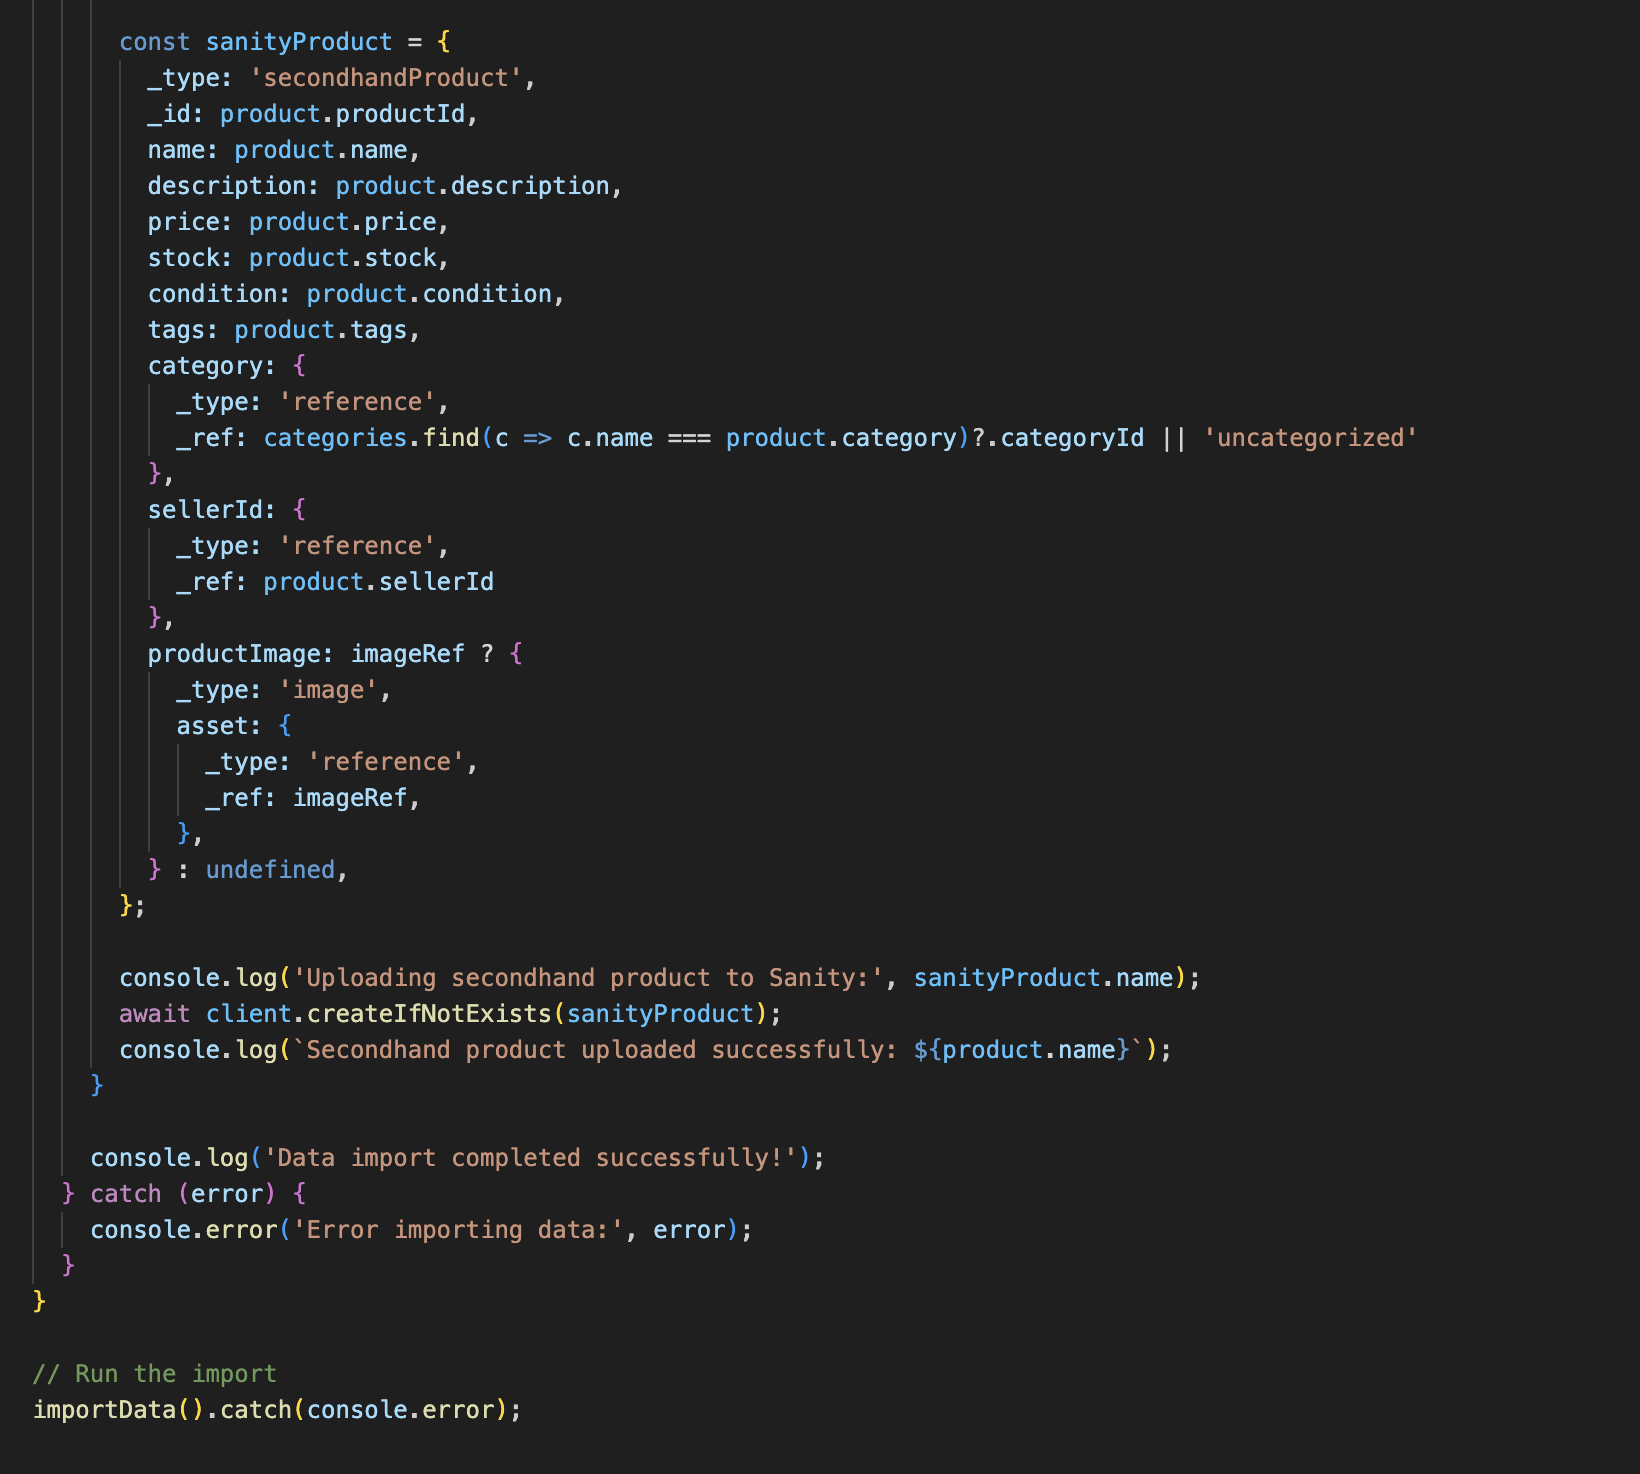 const sanityProduct = {
_type: 'secondhandProduct',
_id: product.productId,
name: product.name,
description: product.description,
price: product.price,
stock: product.stock,
condition: product.condition,
tags: product.tags,
category: {
_type: 'reference',
_ref: categories.find(c => c.name === product.category)?.categoryId || 'uncategorized'
},
sellerId: {
_type: 'reference',
_ref: product.sellerId
},
productImage: imageRef ? {
_type: 'image',
asset: {
_type: 'reference',
_ref: imageRef,
},
} : undefined,
};
console.log('Uploading secondhand product to Sanity:', sanityProduct.name);
await client.createIfNotExists(sanityProduct);
console.log(`Secondhand product uploaded successfully: ${product.name}`);
}
console.log('Data import completed successfully!');
} catch (error) {
console.error('Error importing data:', error);
}
}
// Run the import
importData().catch(console.error);